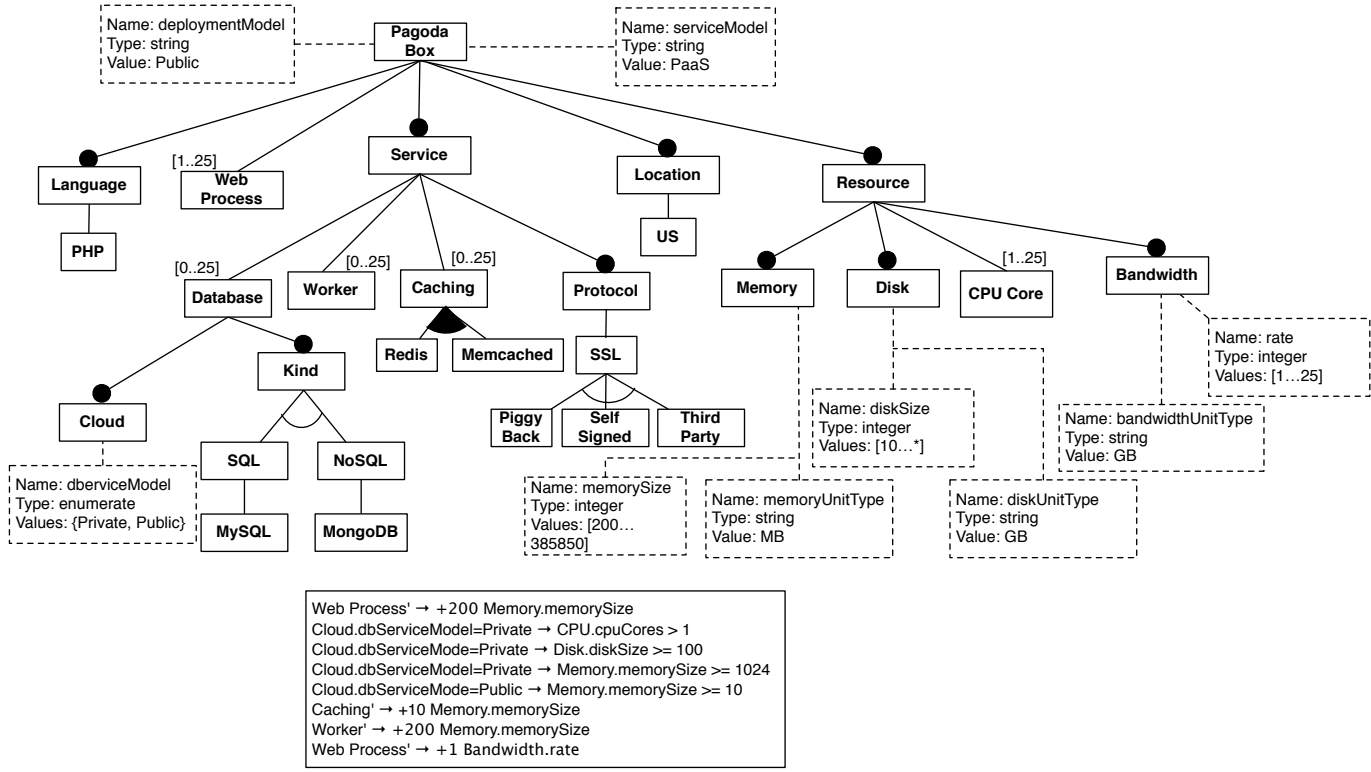 Name: deploymentModel
Type: string
Value: Public
Pagoda
Box
Name: serviceModel
Type: string
Value: PaaS
Language
[1..25]
Web
Process
Service
Location
Resource
PHP
US
[0..25]
Database
[0..25]
Worker
[0..25]
Caching
Protocol
Memory
Disk
[1..25]
CPU Core
Bandwidth
Redis
Memcached
SSL
Kind
Cloud
Piggy
Back
Self
Signed
Third
Party
Name: rate
Type: integer
Values: [1...25]
Name: diskSize
Type: integer
Values: [10...*]
Name: bandwidthUnitType
Type: string
Value: GB
SQL
NoSQL
Name: dberviceModel
Type: enumerate
Values: {Private, Public}
MySQL
MongoDB
Name: memorySize
Type: integer
Values: [200...
385850]
Name: memoryUnitType
Type: string
Value: MB
Name: diskUnitType
Type: string
Value: GB
Web Process' → +200 Memory.memorySize
Cloud.dbServiceModel=Private → CPU.cpuCores > 1
Cloud.dbServiceMode=Private → Disk.diskSize >= 100
Cloud.dbServiceModel=Private → Memory.memorySize >= 1024
Cloud.dbServiceMode=Public → Memory.memorySize >= 10
Caching' → +10 Memory.memorySize
Worker' → +200 Memory.memorySize
Web Process' → +1 Bandwidth.rate